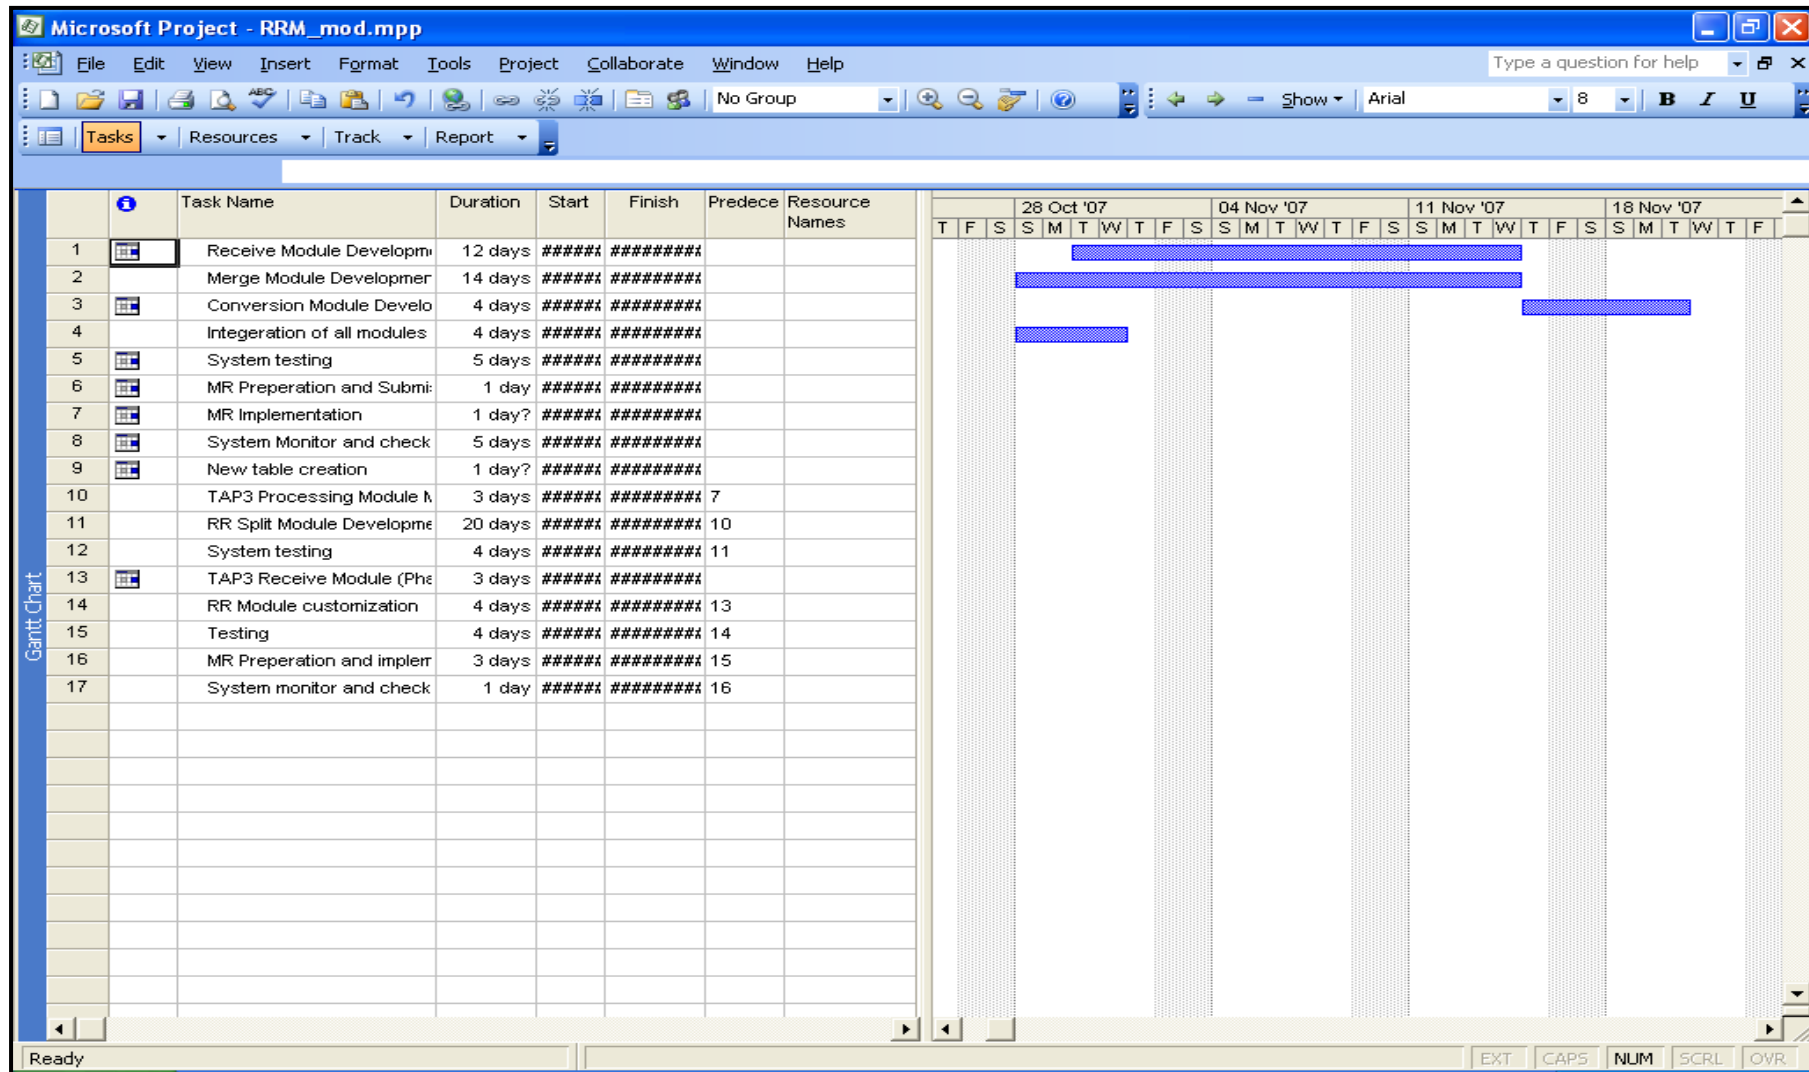 Microsoft Project - RRM_mod.mpp
File Edit View Insert Format Tools Project Collaborate Window Help Type a question for help
No Group Show Arial 8 B I U
Tasks Resources Track Report
Task Name Duration Start Finish Predece Resource Names
28 Oct '07 04 Nov '07 11 Nov '07 18 Nov '07
T F S S M T W T F S S M T W T F S S M T W T F S S M T W T F
1 Receive Module Developm 12 days ###### #########
2 Merge Module Developmer 14 days ###### #########
3 Conversion Module Develo 4 days ###### #########
4 Integeration of all modules 4 days ###### #########
5 System testing 5 days ###### #########
6 MR Preperation and Submi 1 day ###### #########
7 MR Implementation 1 day? ###### #########
8 System Monitor and check 5 days ###### #########
9 New table creation 1 day? ###### #########
10 TAP3 Processing Module M 3 days ###### ######### 7
11 RR Split Module Developme 20 days ###### ######### 10
12 System testing 4 days ###### ######### 11
13 TAP3 Receive Module (Pha 3 days ###### #########
14 RR Module customization 4 days ###### ######### 13
15 Testing 4 days ###### ######### 14
16 MR Preperation and implem 3 days ###### ######### 15
17 System monitor and check 1 day ###### ######### 16
Gantt Chart
Ready EXT CAPS NUM SCRL OVR